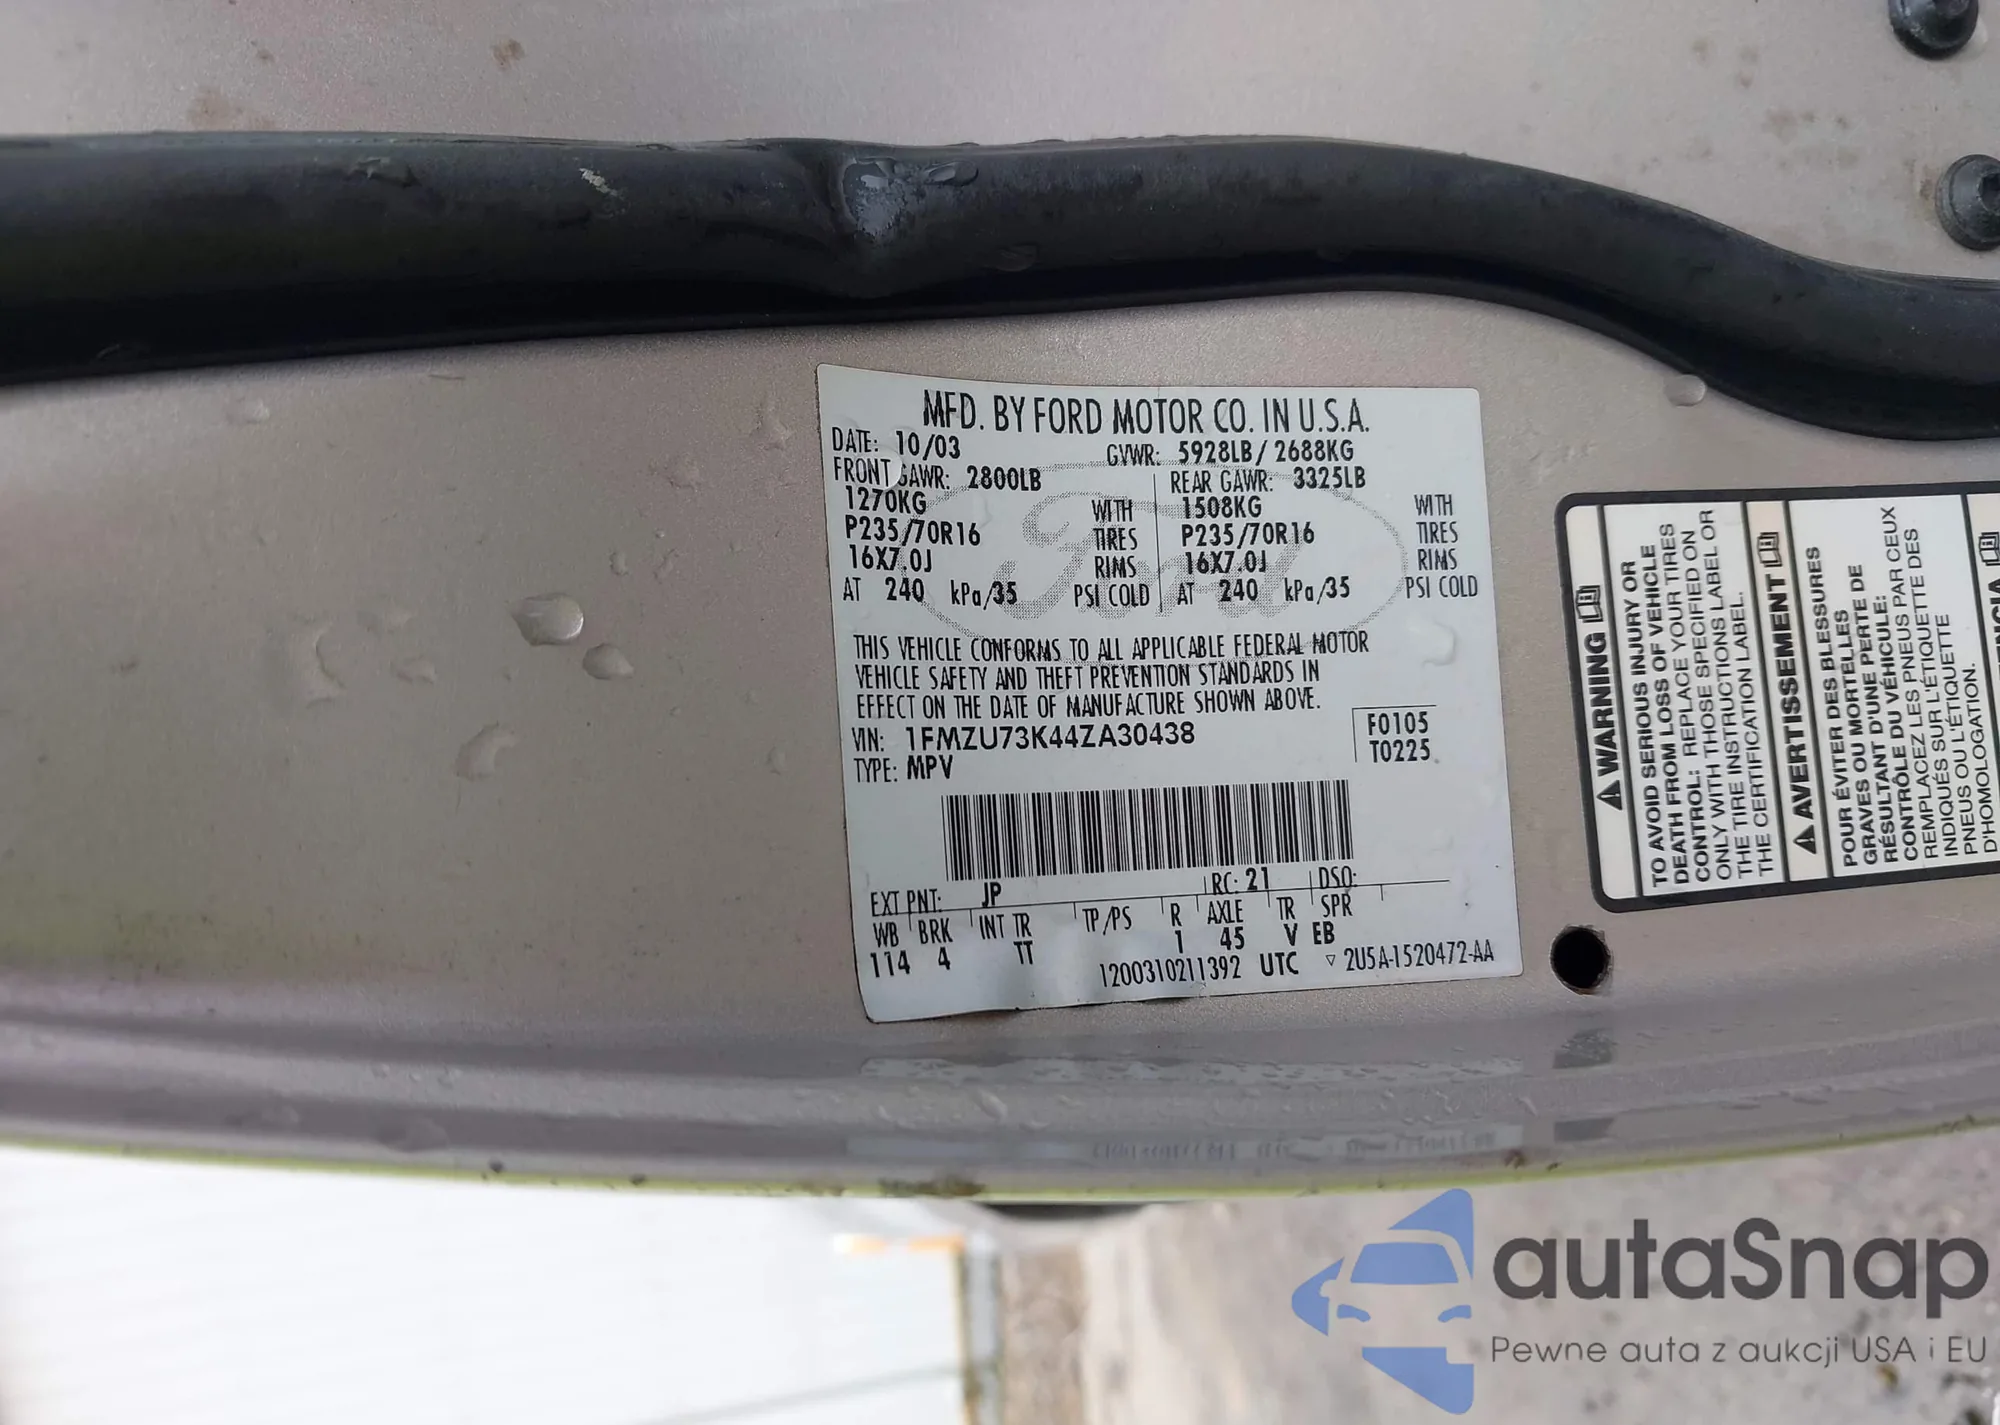 MFD. BY FORD MOTOR CO. IN U.S.A.
DATE: 10/03 GVWR: 5928LB/2688KG
FRONT GAWR: 2800LB REAR GAWR: 3325LB
1270KG WITH 1508KG WITH
P235/70R16 TIRES P235/70R16 TIRES
16X7.0J RIMS 16X7.0J RIMS
AT 240 kPa/35 PSI COLD AT 240 kPa/35 PSI COLD
Ford
THIS VEHICLE CONFORMS TO ALL APPLICABLE FEDERAL MOTOR
VEHICLE SAFETY AND THEFT PREVENTION STANDARDS IN
EFFECT ON THE DATE OF MANUFACTURE SHOWN ABOVE.
VIN: 1FMZU73K44ZA30438 F0105
TYPE: MPV T0225
EXT PNT: JP RC: 21 DSO:
WB BRK INT TR TP/PS R AXLE TR SPR
114 4 TT 1 45 V EB
1200310211392 UTC ▽ 2U5A-1520472-AA
⚠ WARNING
TO AVOID SERIOUS INJURY OR
DEATH FROM LOSS OF VEHICLE
CONTROL: REPLACE YOUR TIRES
ONLY WITH THOSE SPECIFIED ON
THE TIRE INSTRUCTIONS LABEL OR
THE CERTIFICATION LABEL.
⚠ AVERTISSEMENT
POUR ÉVITER DES BLESSURES
GRAVES OU MORTELLES
RÉSULTANT D'UNE PERTE DE
CONTRÔLE DU VÉHICULE:
REMPLACEZ LES PNEUS PAR CEUX
INDIQUÉS SUR L'ÉTIQUETTE DES
PNEUS OU L'ÉTIQUETTE
D'HOMOLOGATION.
autaSnap
Pewne auta z aukcji USA i EU